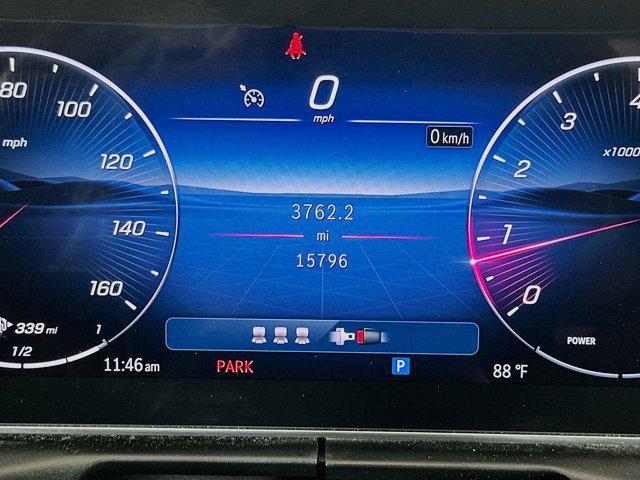 0
mph
0 km/h
80
100
120
140
160
mph
3762.2
mi
15796
4
3
2
1
0
x1000
POWER
339 mi
1
1/2
11:46 am
PARK
P
88 °F